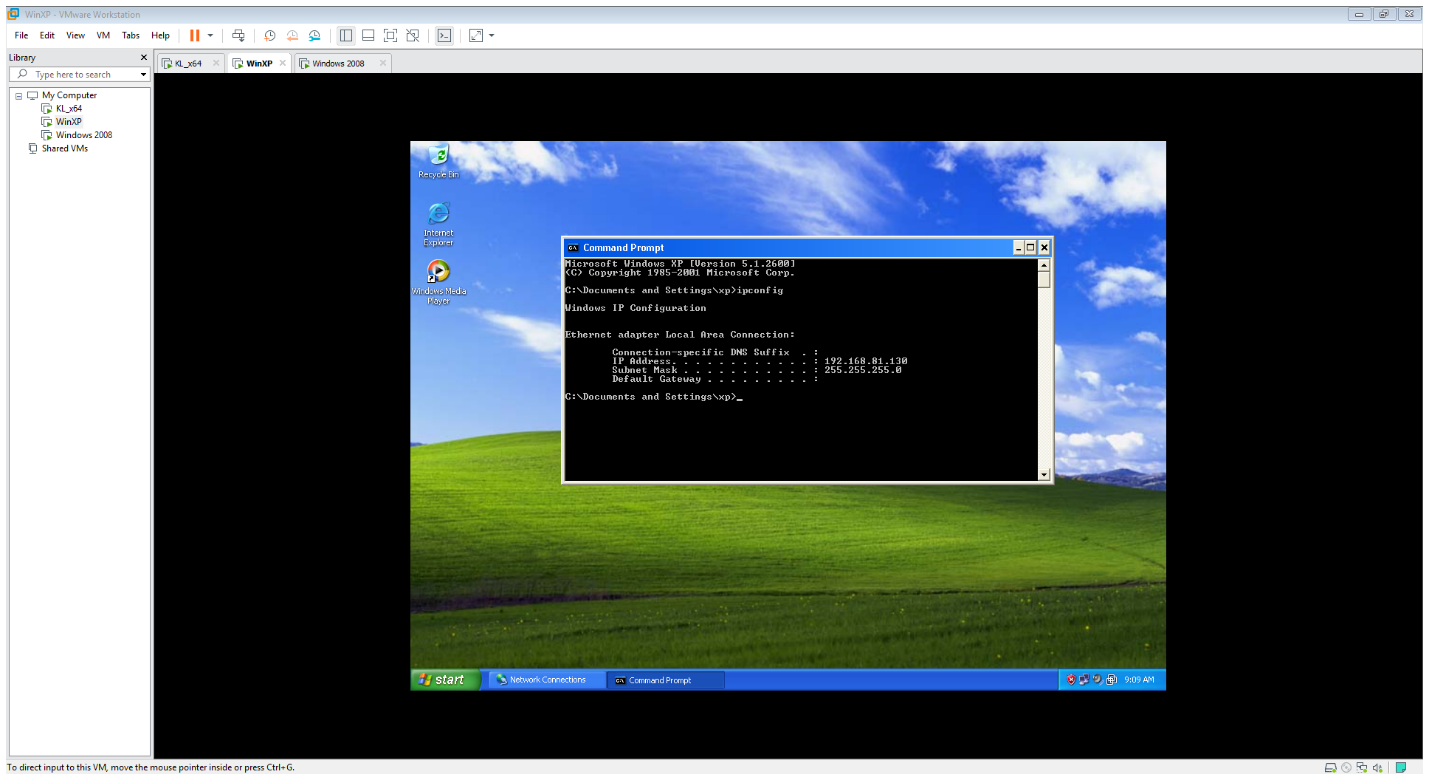 WinXP - VMware Workstation
File Edit View VM Tabs Help
Library
Type here to search
My Computer
KL_x64
WinXP
Windows 2008
Shared VMs
KL_x64 WinXP Windows 2008
Recycle Bin
Internet
Explorer
Windows Media
Player
Command Prompt
Microsoft Windows XP [Version 5.1.2600]
(C) Copyright 1985-2001 Microsoft Corp.
C:\Documents and Settings\xp>ipconfig
Windows IP Configuration
Ethernet adapter Local Area Connection:
Connection-specific DNS Suffix . :
IP Address. . . . . . . . . . . . : 192.168.81.130
Subnet Mask . . . . . . . . . . . : 255.255.255.0
Default Gateway . . . . . . . . . :
C:\Documents and Settings\xp>_
start Network Connections Command Prompt 9:09 AM
To direct input to this VM, move the mouse pointer inside or press Ctrl+G.